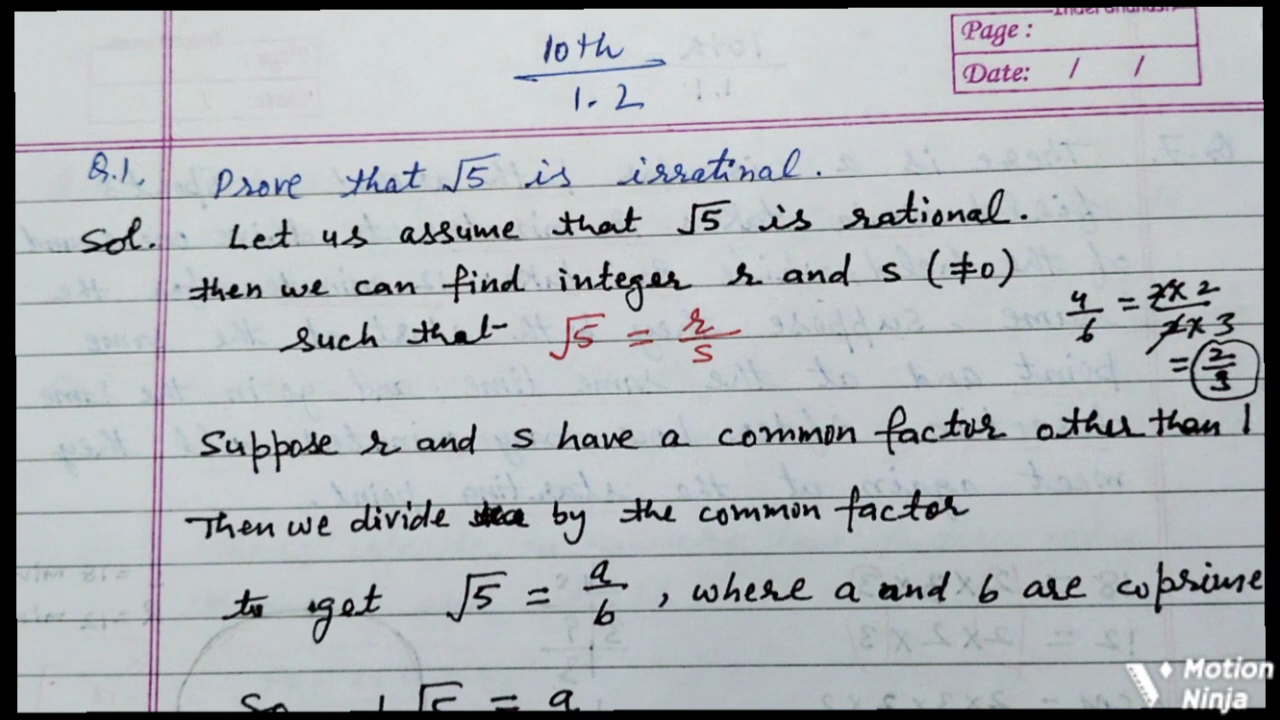 10th
1.2
Page :
Date: / /
Q.1. Prove that √5 is irratinal.
Sol. Let us assume that √5 is rational.
then we can find integer r and s (≠0)
such that √5 = r/s
4/6 = 2×2/2×3
= 2/3
Suppose r and s have a common factor other than 1
Then we divide by the common factor
to get √5 = a/b , where a and b are coprime
So √5 = a
Motion
Ninja